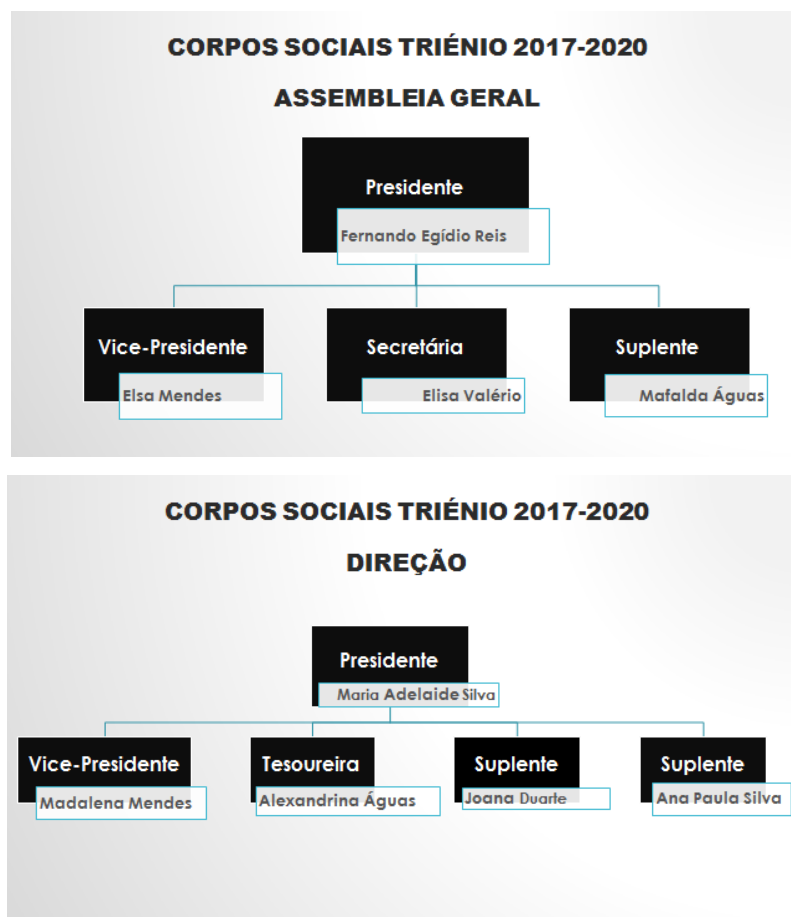 CORPOS SOCIAIS TRIÉNIO 2017-2020
ASSEMBLEIA GERAL
Presidente
Fernando Egídio Reis
Vice-Presidente
Elsa Mendes
Secretária
Elisa Valério
Suplente
Mafalda Águas
CORPOS SOCIAIS TRIÉNIO 2017-2020
DIREÇÃO
Presidente
Maria Adelaide Silva
Vice-Presidente
Madalena Mendes
Tesoureira
Alexandrina Águas
Suplente
Joana Duarte
Suplente
Ana Paula Silva